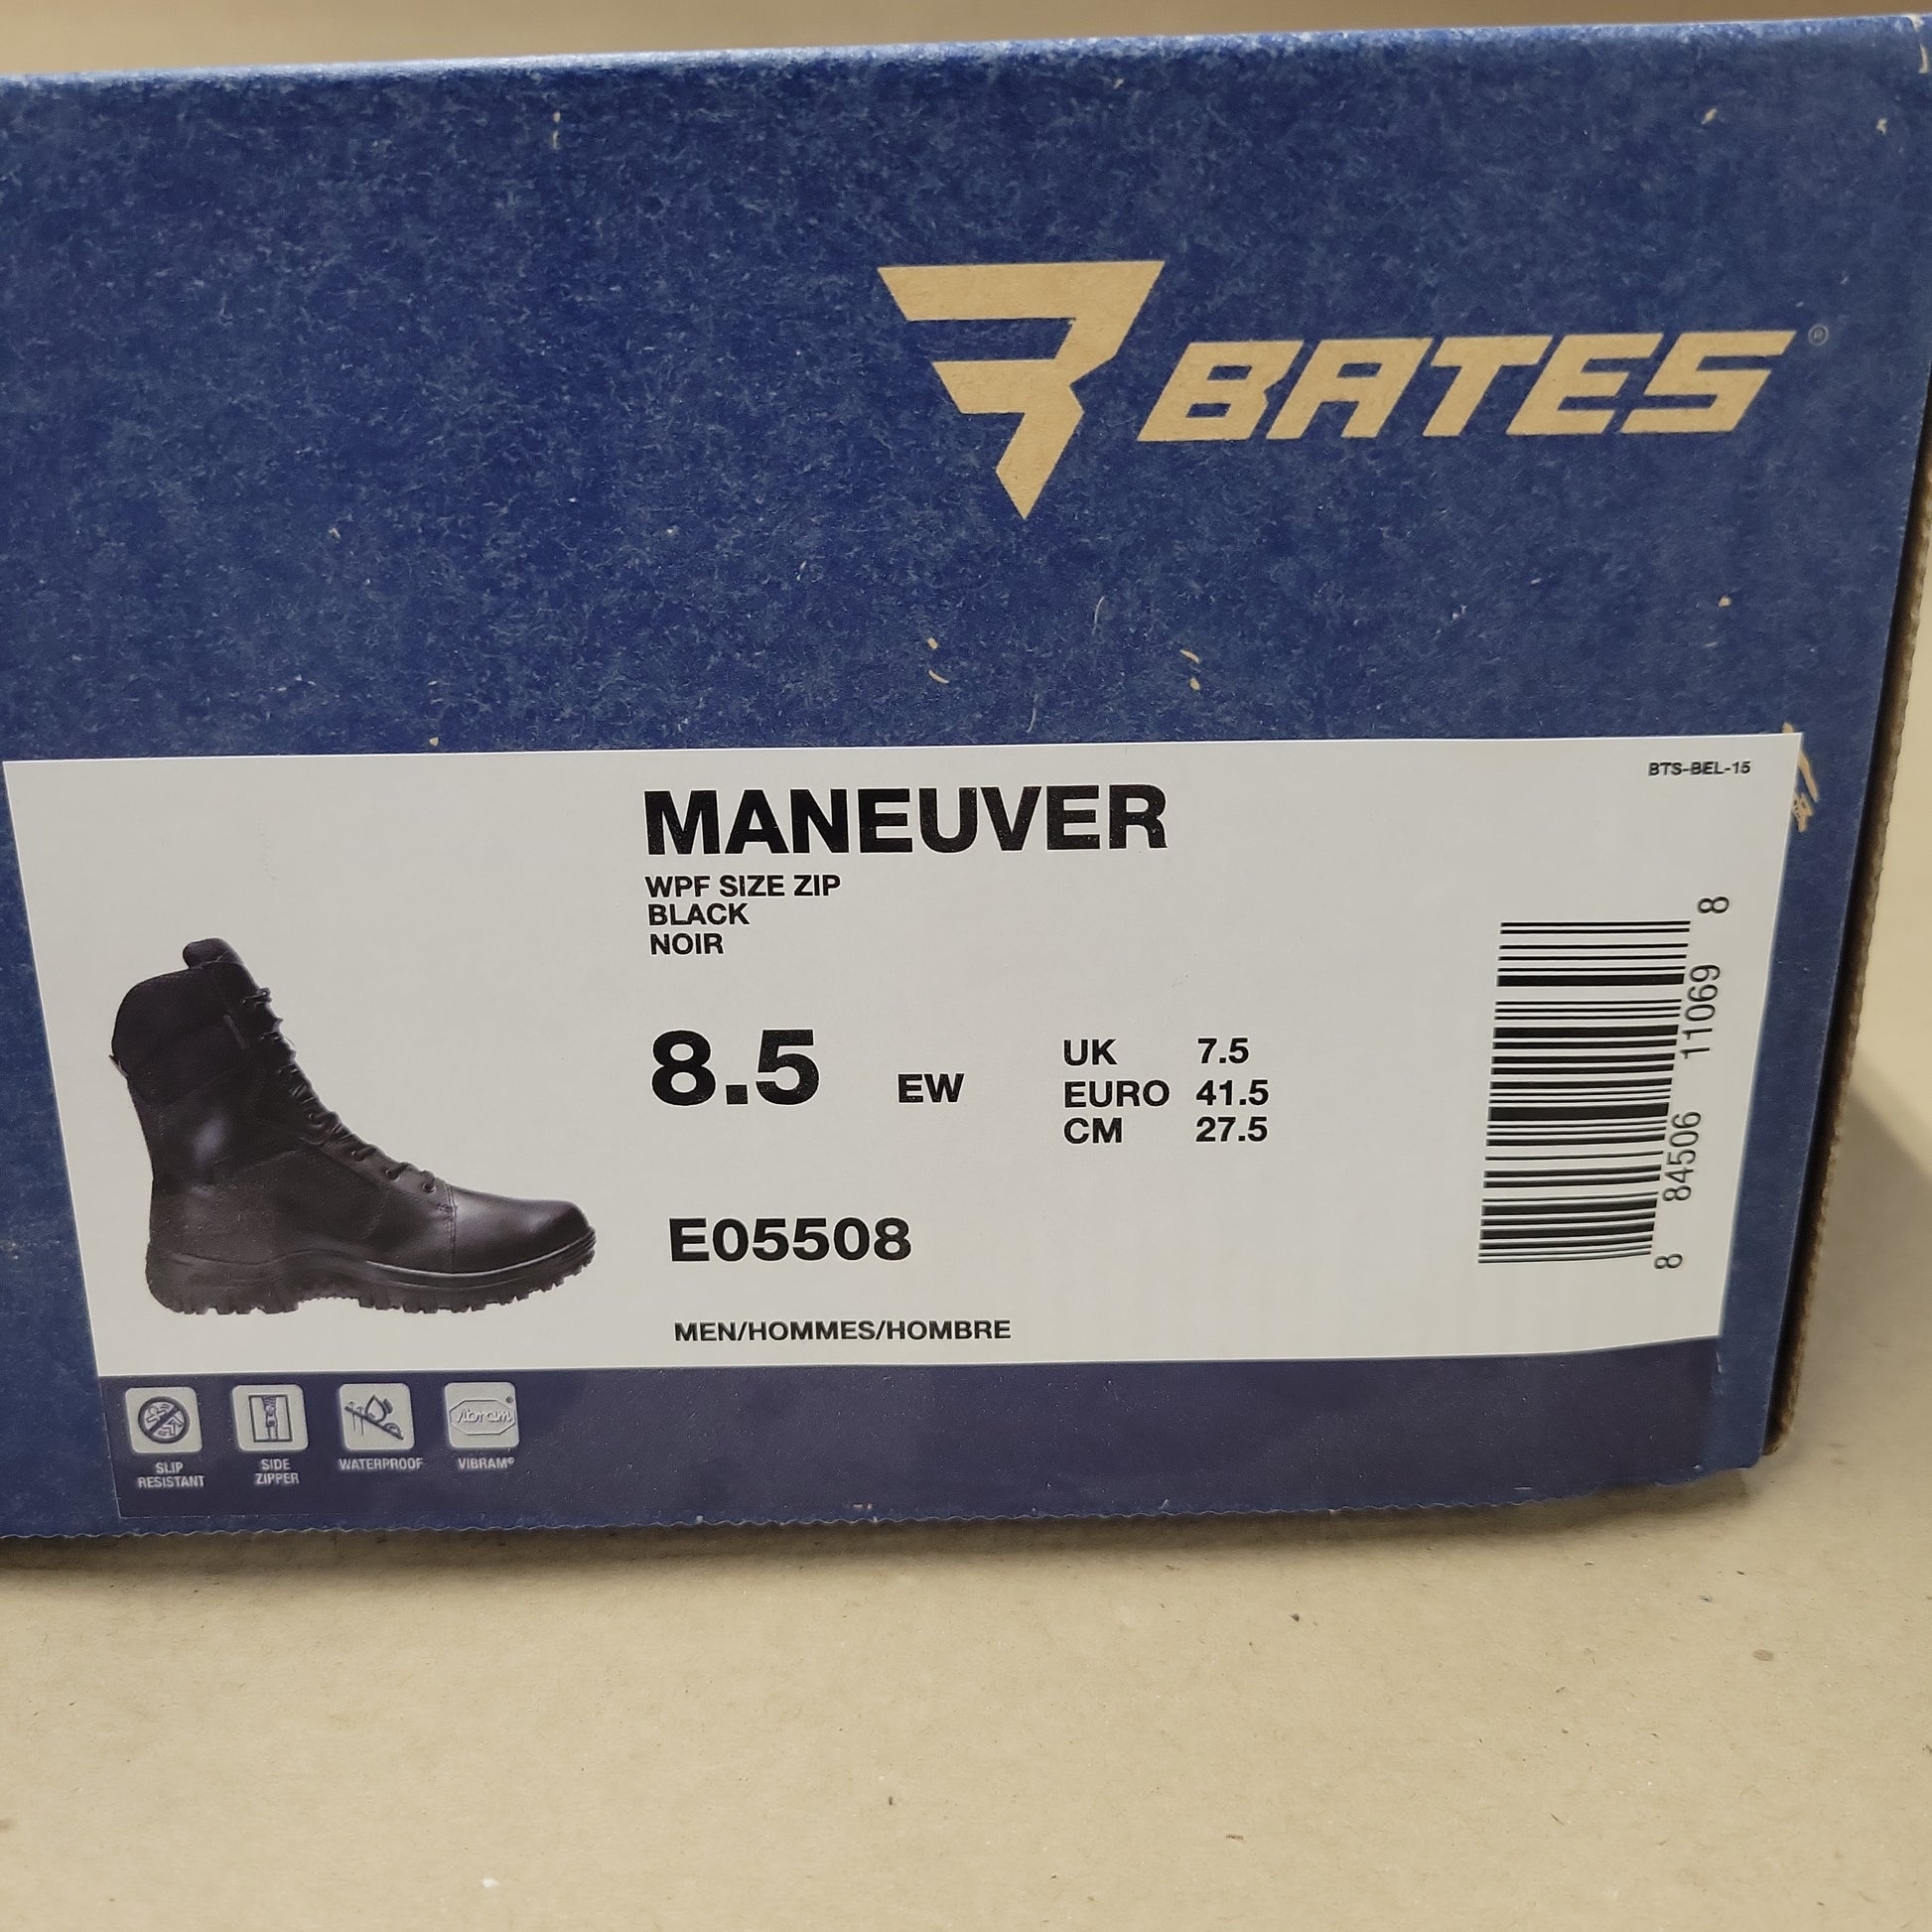 BATES®
BTS-BEL-15
MANEUVER
WPF SIZE ZIP
BLACK
NOIR
8.5 EW
UK 7.5
EURO 41.5
CM 27.5
E05508
MEN/HOMMES/HOMBRE
8 84506 11069 8
SLIP RESISTANT
SIDE ZIPPER
WATERPROOF
vibram®
VIBRAM®